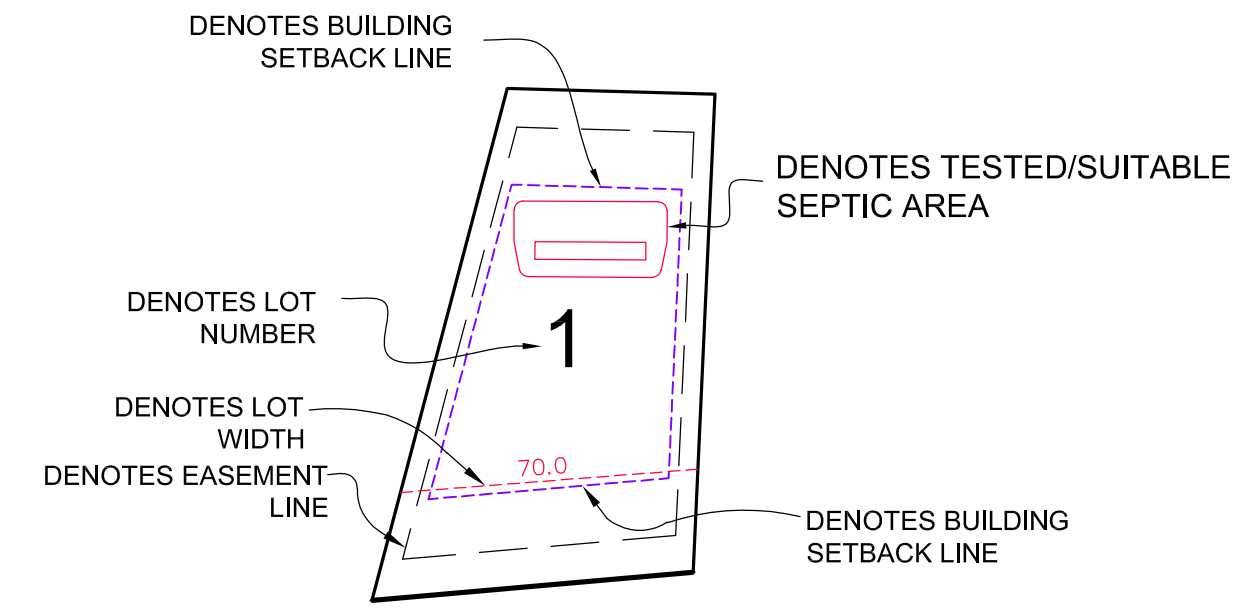 DENOTES BUILDING
SETBACK LINE
DENOTES TESTED/SUITABLE
SEPTIC AREA
DENOTES LOT
NUMBER
1
DENOTES LOT
WIDTH
70.0
DENOTES EASEMENT
LINE
DENOTES BUILDING
SETBACK LINE